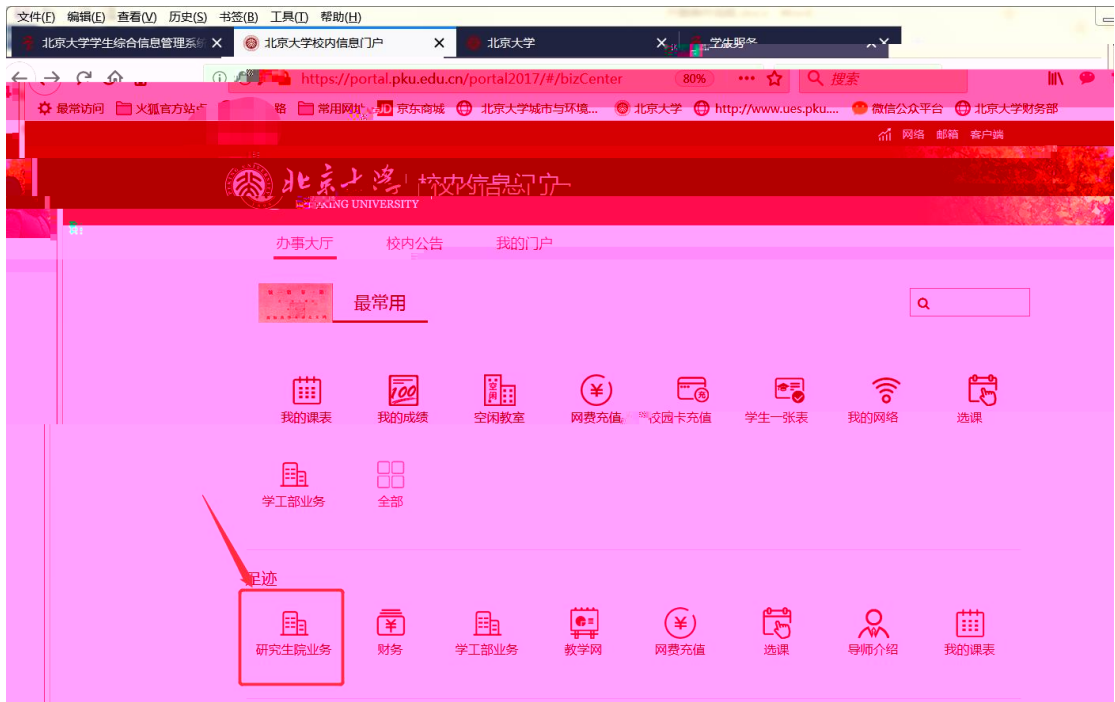 文件(F) 编辑(E) 查看(V) 历史(S) 书签(B) 工具(T) 帮助(H)
北京大学学生综合信息管理系统 北京大学校内信息门户 北京大学
https://portal.pku.edu.cn/portal2017/#/bizCenter 80% 搜索
最常访问 火狐官方站点 常用网址 JD 京东商城 北京大学城市与环境... 北京大学 http://www.ues.pku.... 微信公众平台 北京大学财务部
网络 邮箱 客户端
北京大学 校内信息门户
PEKING UNIVERSITY
办事大厅 校内公告 我的门户
最常用
我的课表 我的成绩 空闲教室 网费充值 校园卡充值 学生一张表 我的网络 选课
学工部业务 全部
足迹
研究生院业务 财务 学工部业务 教学网 网费充值 选课 导师介绍 我的课表